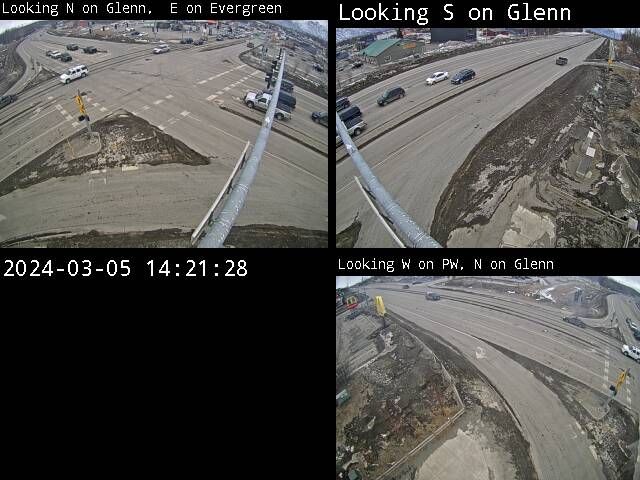 Looking N on Glenn,  E on Evergreen
Looking S on Glenn
2024-03-05 14:21:28
Looking W on PW, N on Glenn